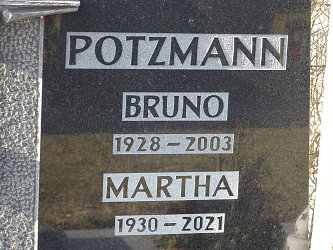 POTZMANN
BRUNO
1928 – 2003
MARTHA
1930 – 2021